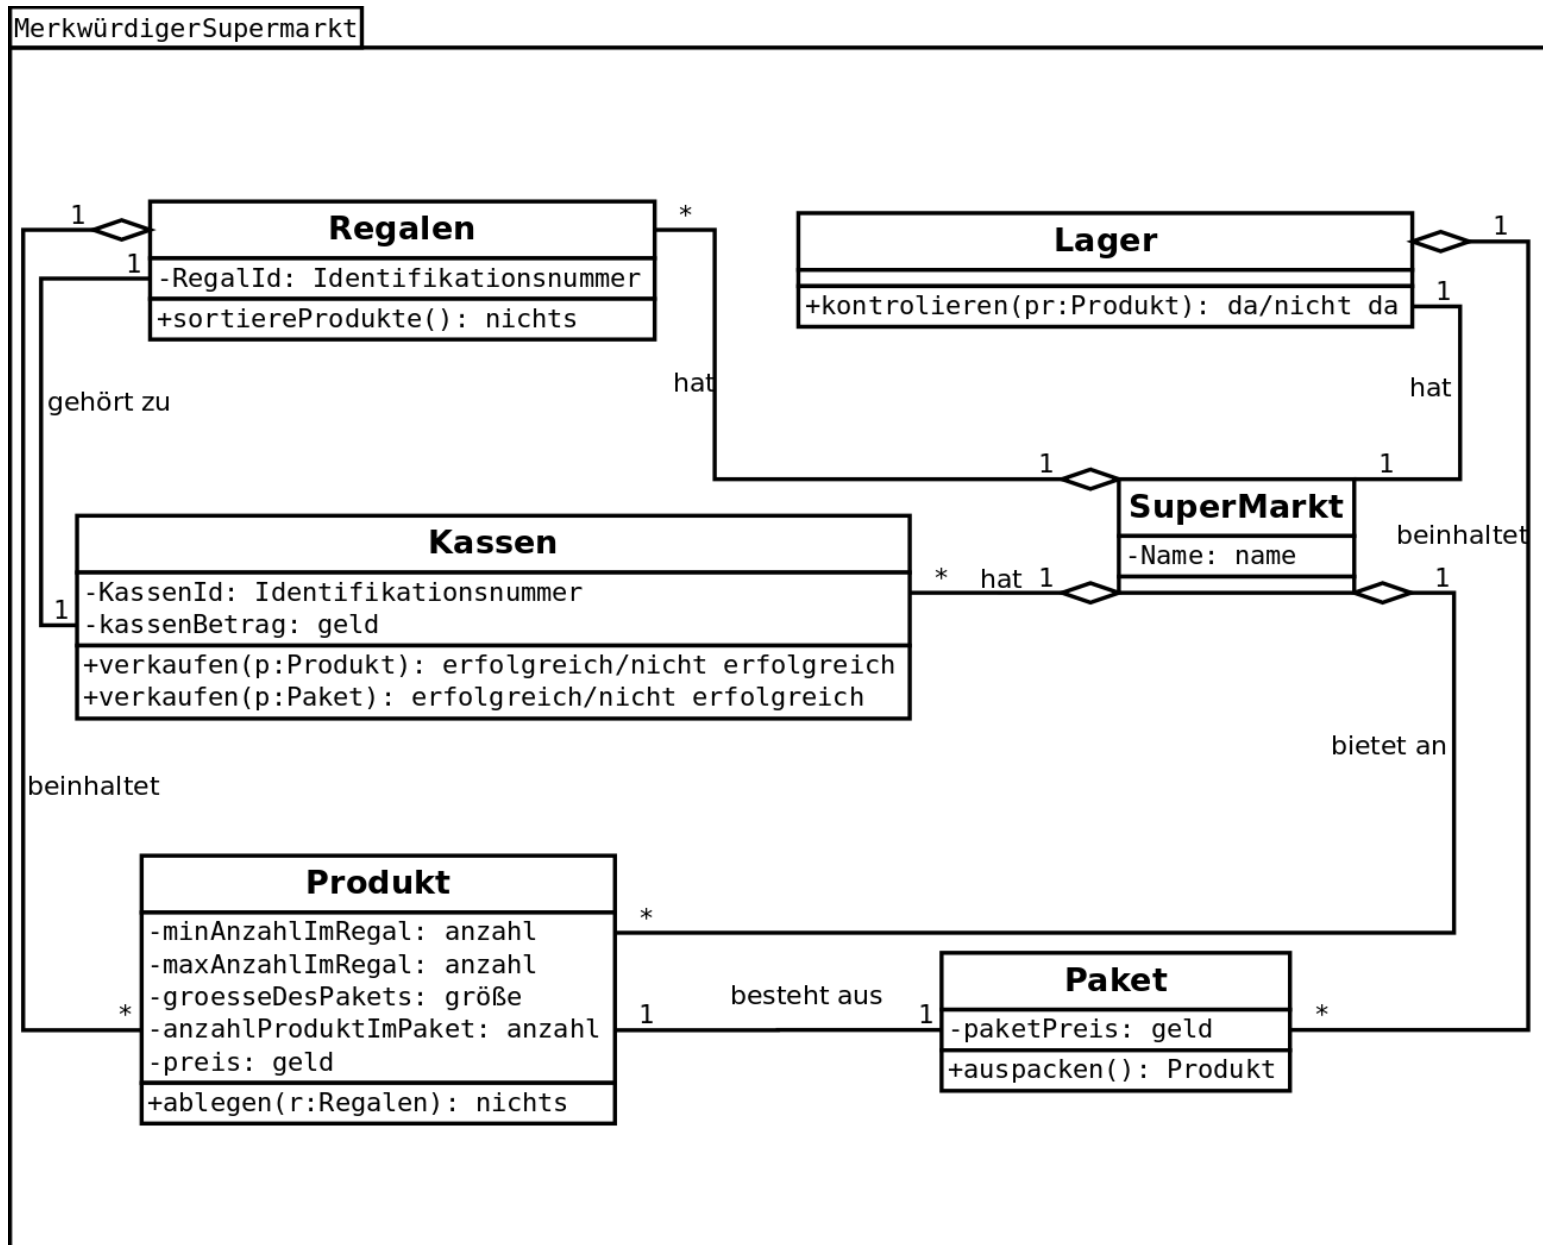 MerkwürdigerSupermarkt
1
Regalen
*
1
-RegalId: Identifikationsnummer
+sortiereProdukte(): nichts
Lager
1
+kontrolieren(pr:Produkt): da/nicht da
1
gehört zu
hat
hat
1
1
SuperMarkt
-Name: name
beinhaltet
Kassen
-KassenId: Identifikationsnummer
-kassenBetrag: geld
+verkaufen(p:Produkt): erfolgreich/nicht erfolgreich
+verkaufen(p:Paket): erfolgreich/nicht erfolgreich
1
*
hat
1
1
bietet an
beinhaltet
Produkt
-minAnzahlImRegal: anzahl
-maxAnzahlImRegal: anzahl
-groesseDesPakets: größe
-anzahlProduktImPaket: anzahl
-preis: geld
+ablegen(r:Regalen): nichts
*
*
1
besteht aus
1
Paket
-paketPreis: geld
+auspacken(): Produkt
*